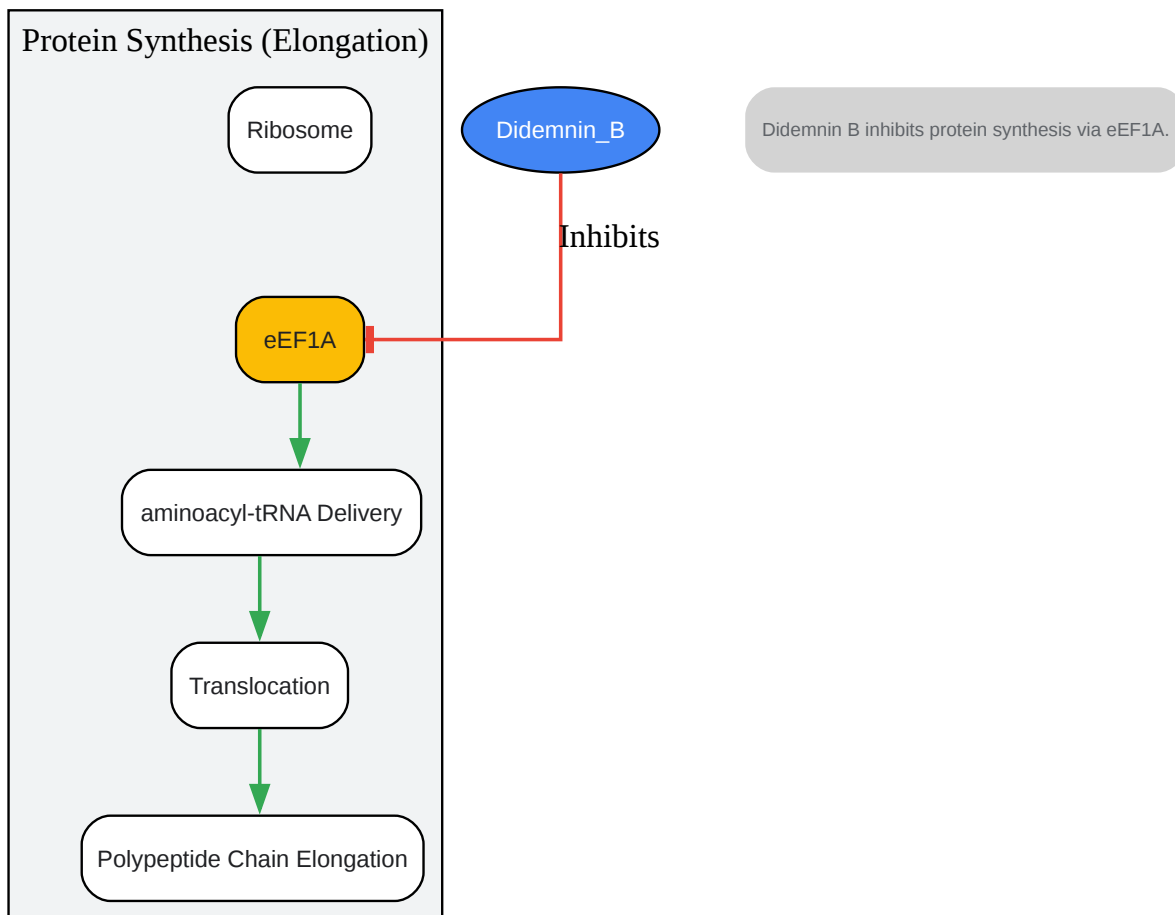 Protein Synthesis (Elongation)
Ribosome
Didemnin_B
Didemnin B inhibits protein synthesis via eEF1A.
Inhibits
eEF1A
aminoacyl-tRNA Delivery
Translocation
Polypeptide Chain Elongation